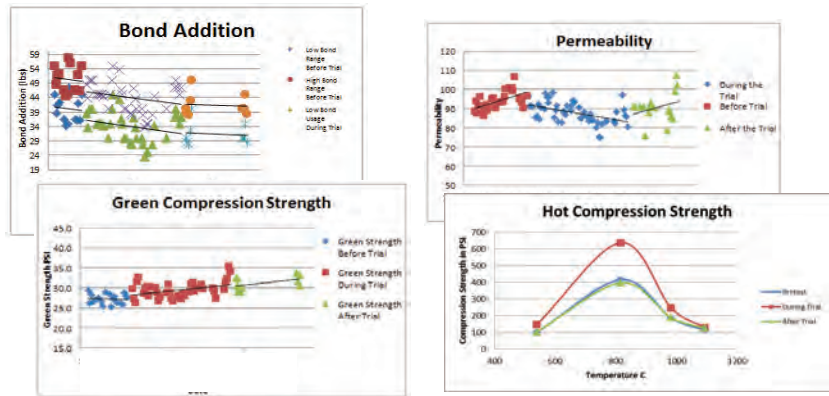 Bond Addition
Bond Addition (lbs)
59
54
49
44
39
34
29
24
19
Low Bond
Range
Before Trial
High Bond
Range
Before Trial
Low Bond
Usage
During Trial
Permeability
Permeability
120
110
100
90
80
70
60
50
During the
Trial
Before Trial
After the Trial
Green Compression Strength
Green Strength PSI
45.0
40.0
35.0
30.0
25.0
20.0
15.0
Green Strength
Before Trial
Green Strength
During Trial
Green Strength
After Trial
Hot Compression Strength
Compression Strength in PSI
700
600
500
400
300
200
100
0
400
600
800
1000
1200
Temperature C
During Trial
After Trial